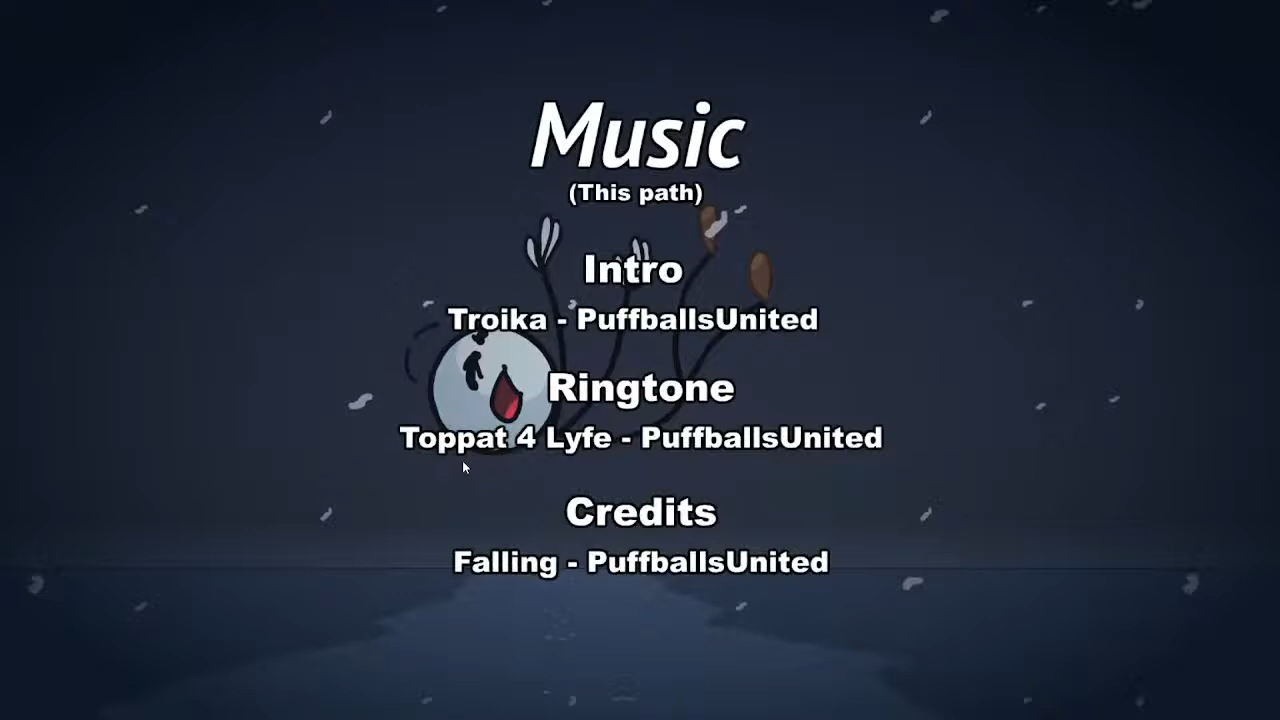 Music
(This path)
Intro
Troika - PuffballsUnited
Ringtone
Toppat 4 Lyfe - PuffballsUnited
Credits
Falling - PuffballsUnited